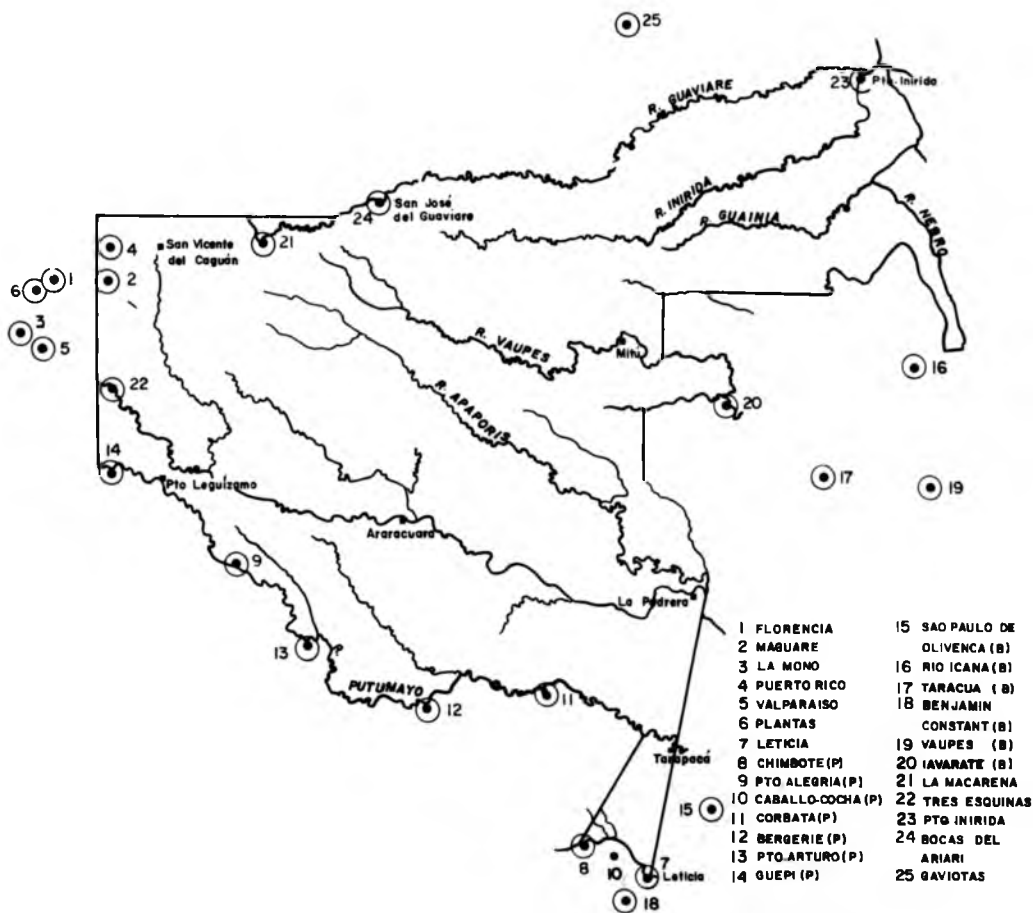 25
23
Pto. Inirida
R. GUAVIARE
24
San José
del Guaviare
R. INIRIDA
R. GUAINIA
R. NEGRO
4
San Vicente
del Caguán
21
1
6
2
3
5
R. VAUPES
Mitú
16
22
R. APAPORIS
20
14
Pto Leguízamo
17
19
Araracuara
9
La Pedrera
13
P.
PUTUMAYO
12
11
Tarapacá
15
8
10
7
Leticia
18
1 FLORENCIA
2 MAGUARE
3 LA MONO
4 PUERTO RICO
5 VALPARAISO
6 PLANTAS
7 LETICIA
8 CHIMBOTE (P)
9 PTO ALEGRIA (P)
10 CABALLO-COCHA (P)
11 CORBATA (P)
12 BERGERIE (P)
13 PTO. ARTURO (P)
14 GUEPI (P)
15 SAO PAULO DE
OLIVENCA (B)
16 RIO ICANA (B)
17 TARACUA (B)
18 BENJAMIN
CONSTANT (B)
19 VAUPES (B)
20 IAVARATE (B)
21 LA MACARENA
22 TRES ESQUINAS
23 PTO INIRIDA
24 BOCAS DEL
ARIARI
25 GAVIOTAS